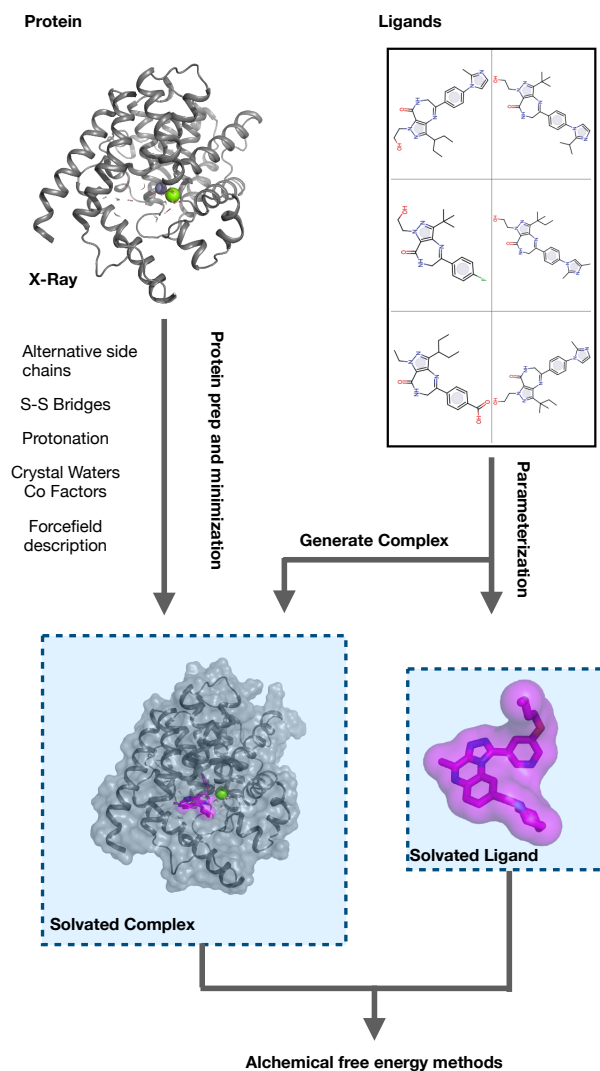 Protein
Ligands
X-Ray
Alternative side
chains
S-S Bridges
Protonation
Crystal Waters
Co Factors
Forcefield
description
Protein prep and minimization
Parameterization
Generate Complex
Solvated Complex
Solvated Ligand
Alchemical free energy methods